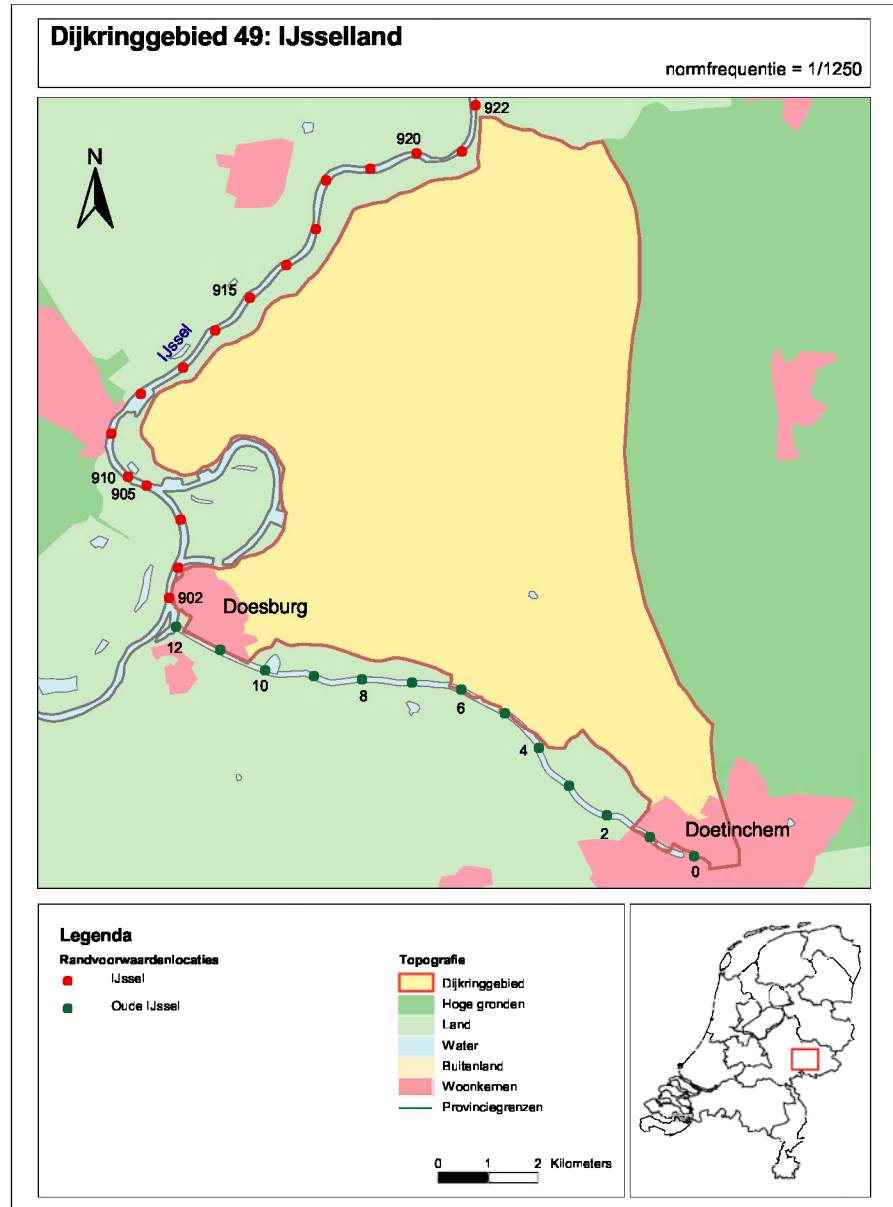 Dijkringgebied 49: IJsselland
normfrequentie = 1/1250
922
920
N
915
IJssel
910
905
902
Doesburg
12
10
8
6
4
2
Doetinchem
0
Legenda
Randvoorwaardenlocaties
IJssel
Oude IJssel
Topografie
Dijkringgebied
Hoge gronden
Land
Water
Buitenland
Woonkernen
Provinciegrenzen
0 1 2 Kilometers